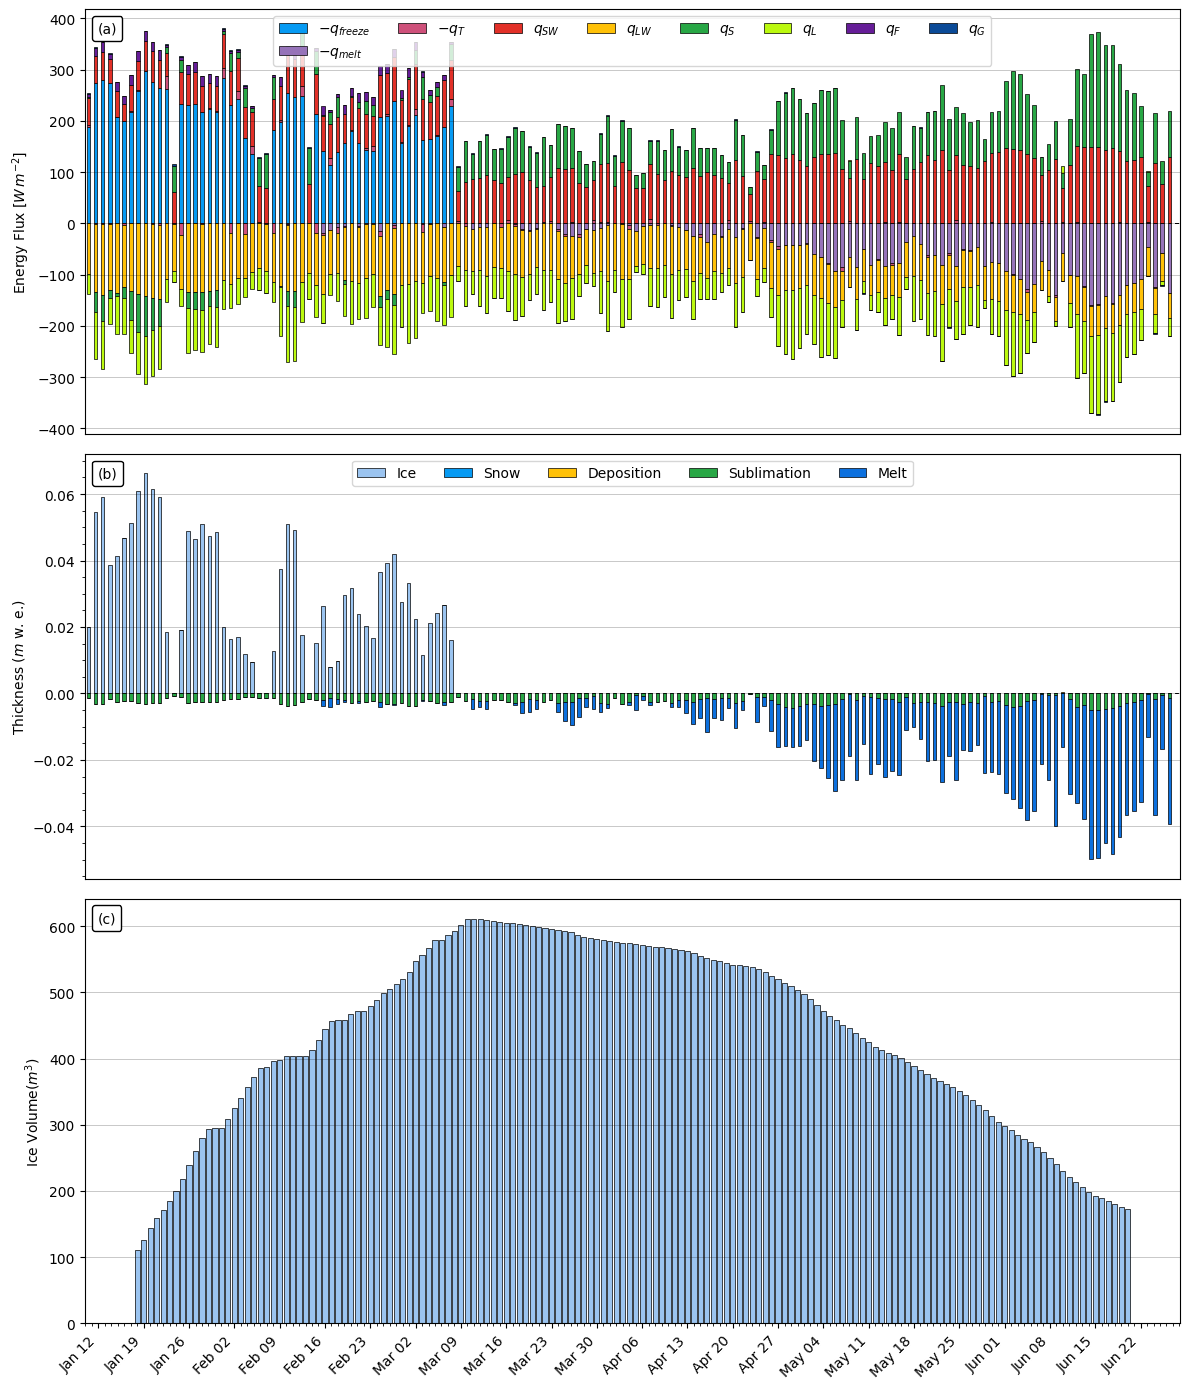 (a)
−q_freeze −q_T q_SW q_LW q_S q_L q_F q_G
−q_melt
Energy Flux [W m⁻²]
400
300
200
100
0
−100
−200
−300
−400
(b)
Ice Snow Deposition Sublimation Melt
Thickness (m w. e.)
0.06
0.04
0.02
0.00
−0.02
−0.04
(c)
Ice Volume(m³)
600
500
400
300
200
100
0
Jan 12 Jan 19 Jan 26 Feb 02 Feb 09 Feb 16 Feb 23 Mar 02 Mar 09 Mar 16 Mar 23 Mar 30 Apr 06 Apr 13 Apr 20 Apr 27 May 04 May 11 May 18 May 25 Jun 01 Jun 08 Jun 15 Jun 22